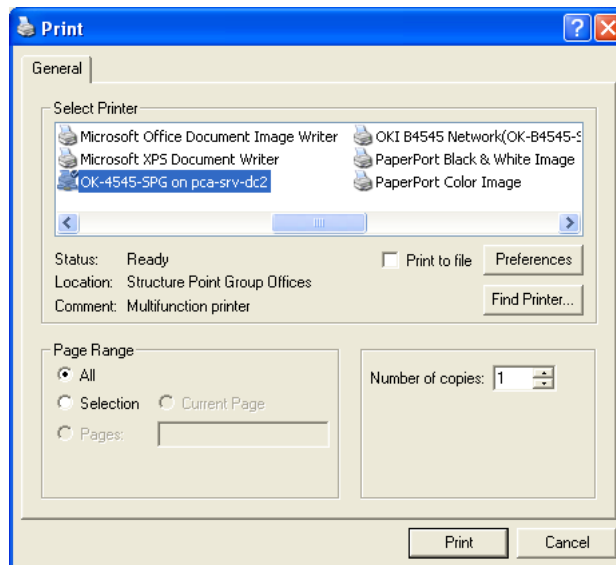 Print
General
Select Printer
Microsoft Office Document Image Writer
Microsoft XPS Document Writer
OK-4545-SPG on pca-srv-dc2
OKI B4545 Network(OK-B4545-S
PaperPort Black & White Image
PaperPort Color Image
Status: Ready
Location: Structure Point Group Offices
Comment: Multifunction printer
Print to file
Preferences
Find Printer...
Page Range
All
Selection
Current Page
Pages:
Number of copies: 1
Print
Cancel